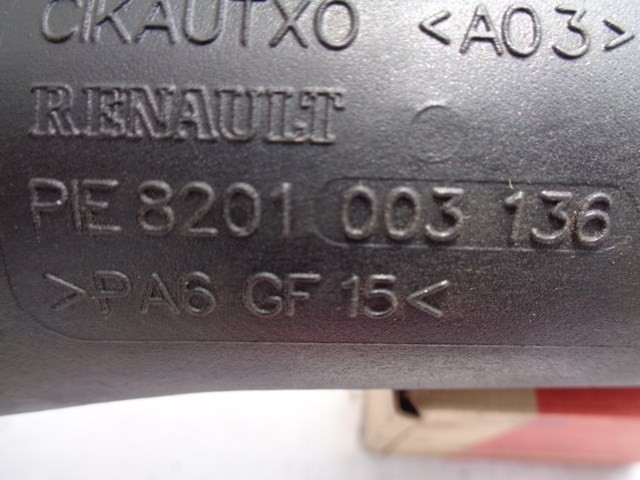 CIKAUTXO <A03>
RENAULT
PIE 8201 003 136
>PA6 GF 15<